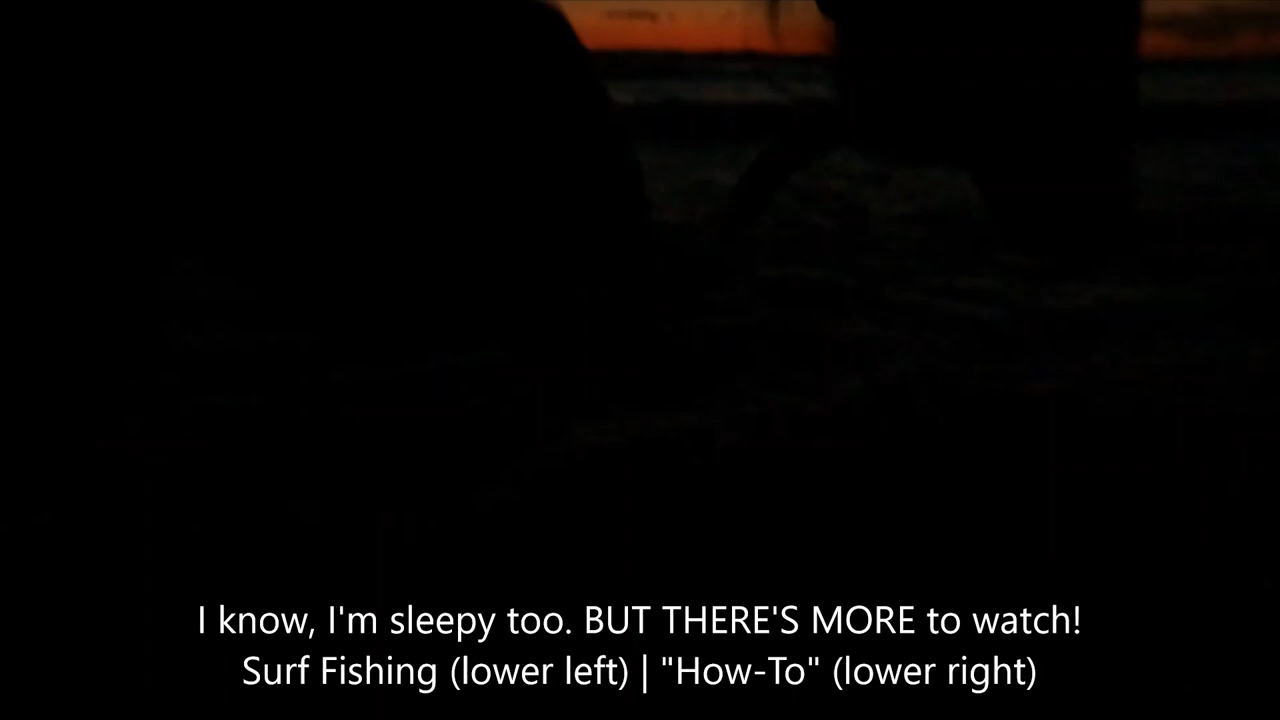 I know, I'm sleepy too. BUT THERE'S MORE to watch!
Surf Fishing (lower left) | "How-To" (lower right)